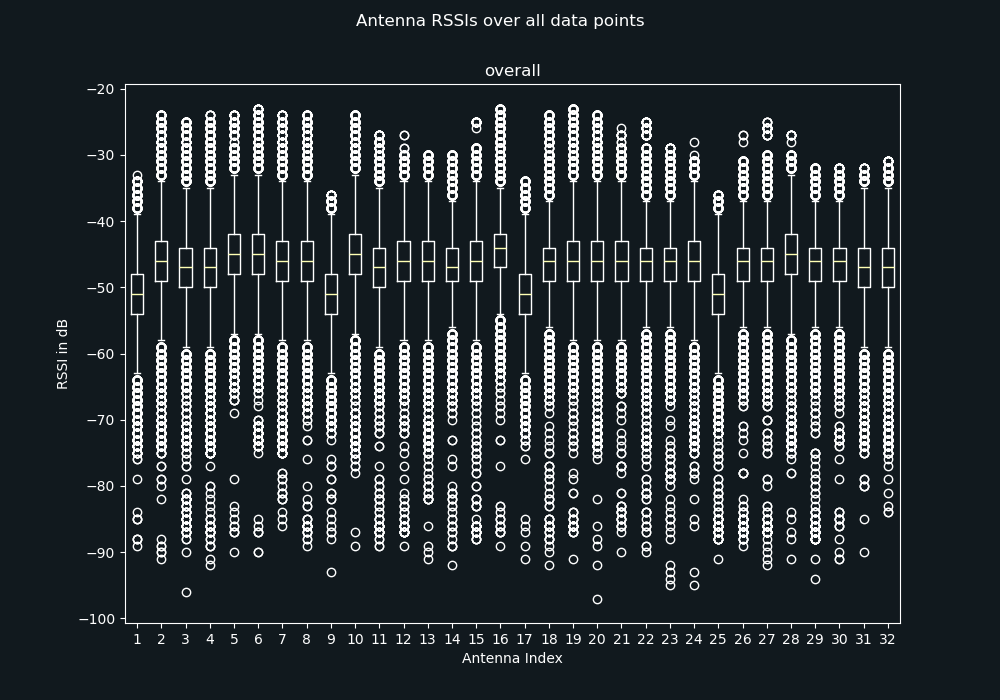 Antenna RSSIs over all data points
overall
−20
−30
−40
−50
−60
−70
−80
−90
−100
RSSI in dB
1 2 3 4 5 6 7 8 9 10 11 12 13 14 15 16 17 18 19 20 21 22 23 24 25 26 27 28 29 30 31 32
Antenna Index